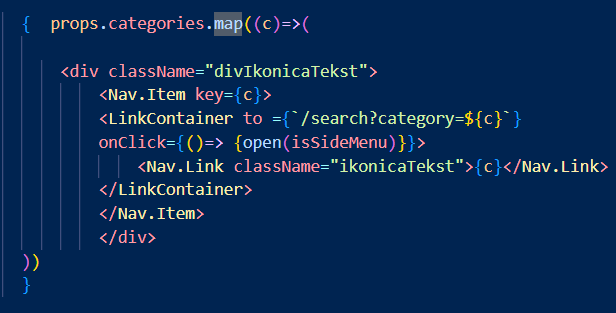 { props.categories.map((c)=>(
<div className="divIkonicaTekst">
<Nav.Item key={c}>
<LinkContainer to ={`/search?category=${c}`}
onClick={()=> {open(isSideMenu)}}>
<Nav.Link className="ikonicaTekst">{c}</Nav.Link>
</LinkContainer>
</Nav.Item>
</div>
))
}